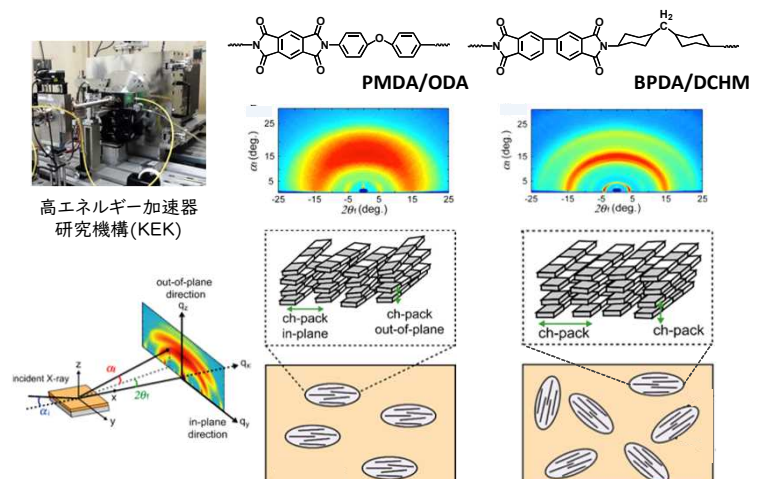 H₂
C
O O
N N O
O O
PMDA/ODA
O O
N N
O O
BPDA/DCHM
25
15
5
αf (deg.)
-25 -15 -5 5 15 25
2θf (deg.)
25
15
5
αf (deg.)
-25 -15 -5 5 15 25
2θf (deg.)
高エネルギー加速器
研究機構(KEK)
out-of-plane
direction
qz
αf
qx
incident X-ray
z
x
y
αi
2θf
in-plane
direction
qy
ch-pack
in-plane
ch-pack
out-of-plane
ch-pack
ch-pack